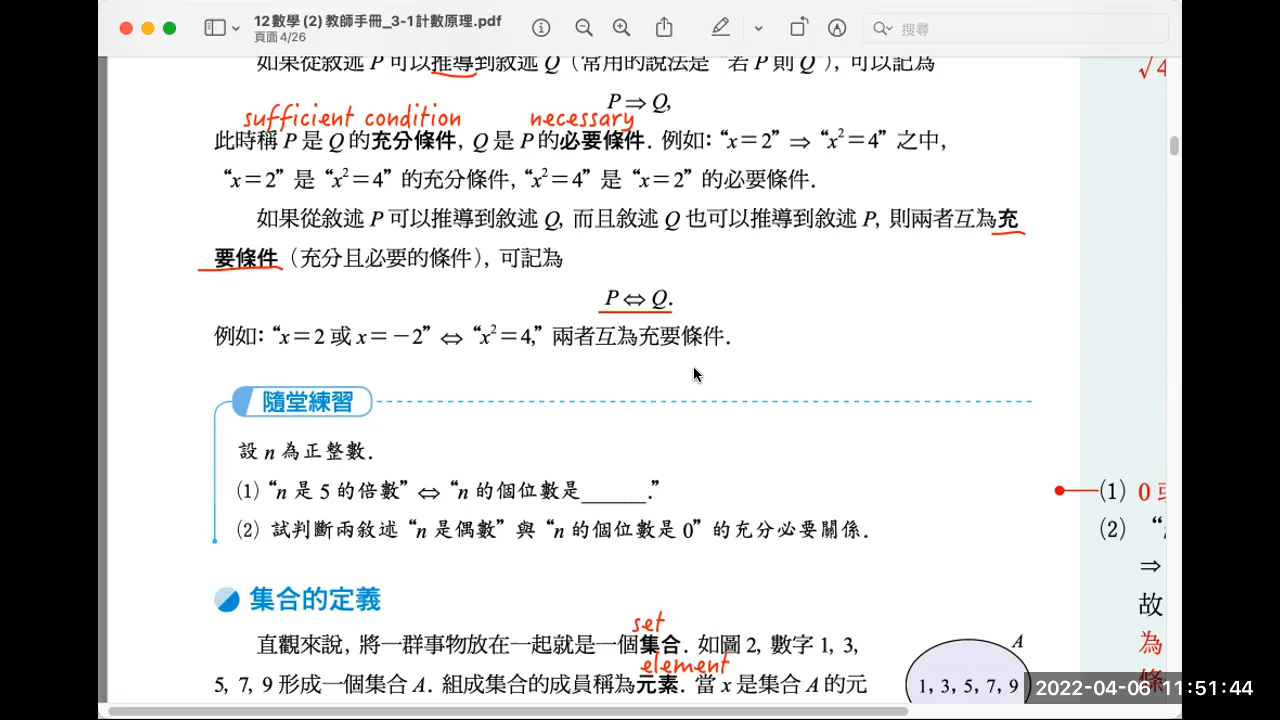 12數學 (2) 教師手冊_3-1計數原理.pdf
頁面 4/26
搜尋
如果從敘述 P 可以推導到敘述 Q（常用的說法是“若 P 則 Q”），可以記為
P ⇒ Q,
sufficient condition necessary
此時稱 P 是 Q 的充分條件, Q 是 P 的必要條件. 例如: “x=2” ⇒ “x²=4” 之中,
“x=2” 是 “x²=4” 的充分條件, “x²=4” 是 “x=2” 的必要條件.
如果從敘述 P 可以推導到敘述 Q, 而且敘述 Q 也可以推導到敘述 P, 則兩者互為充
要條件（充分且必要的條件）, 可記為
P ⇔ Q.
例如: “x=2 或 x=−2” ⇔ “x²=4,” 兩者互為充要條件.
隨堂練習
設 n 為正整數.
(1) “n 是 5 的倍數” ⇔ “n 的個位數是______.”
(2) 試判斷兩敘述 “n 是偶數” 與 “n 的個位數是 0” 的充分必要關係.
集合的定義
set
直觀來說, 將一群事物放在一起就是一個集合. 如圖 2, 數字 1, 3,
element
5, 7, 9 形成一個集合 A. 組成集合的成員稱為元素. 當 x 是集合 A 的元
A
1, 3, 5, 7, 9
√4
(1) 0 或
(2) “
⇒
故
為
條
2022-04-06 11:51:44